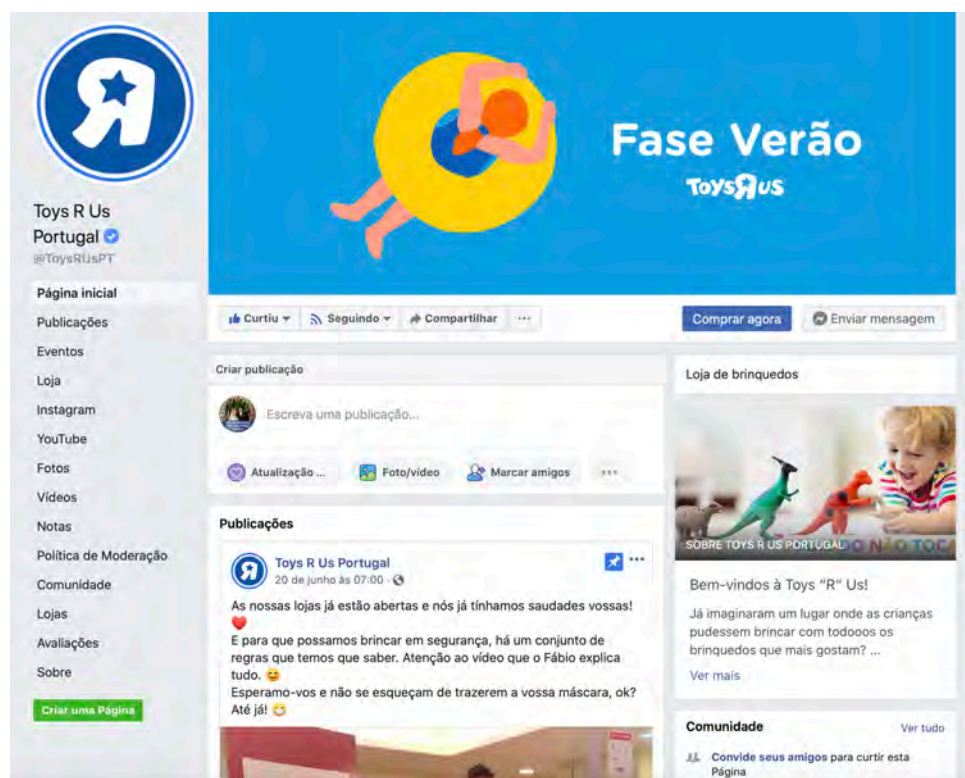 Fase Verão
ToysRus
Toys R Us
Portugal
@ToysRUsPT
Página inicial
Publicações
Eventos
Loja
Instagram
YouTube
Fotos
Vídeos
Notas
Política de Moderação
Comunidade
Lojas
Avaliações
Sobre
Criar uma Página
Curtiu
Seguindo
Compartilhar
Comprar agora
Enviar mensagem
Criar publicação
Escreva uma publicação...
Atualização ...
Foto/vídeo
Marcar amigos
Publicações
Toys R Us Portugal
20 de junho às 07:00
As nossas lojas já estão abertas e nós já tínhamos saudades vossas!
❤️
E para que possamos brincar em segurança, há um conjunto de
regras que temos que saber. Atenção ao vídeo que o Fábio explica
tudo. 😄
Esperamo-vos e não se esqueçam de trazerem a vossa máscara, ok?
Até já! 😷
Loja de brinquedos
SOBRE TOYS R US PORTUGAL
DO NÃO TOC
Bem-vindos à Toys "R" Us!
Já imaginaram um lugar onde as crianças
pudessem brincar com todooos os
brinquedos que mais gostam? ...
Ver mais
Comunidade
Ver tudo
Convide seus amigos para curtir esta
Página